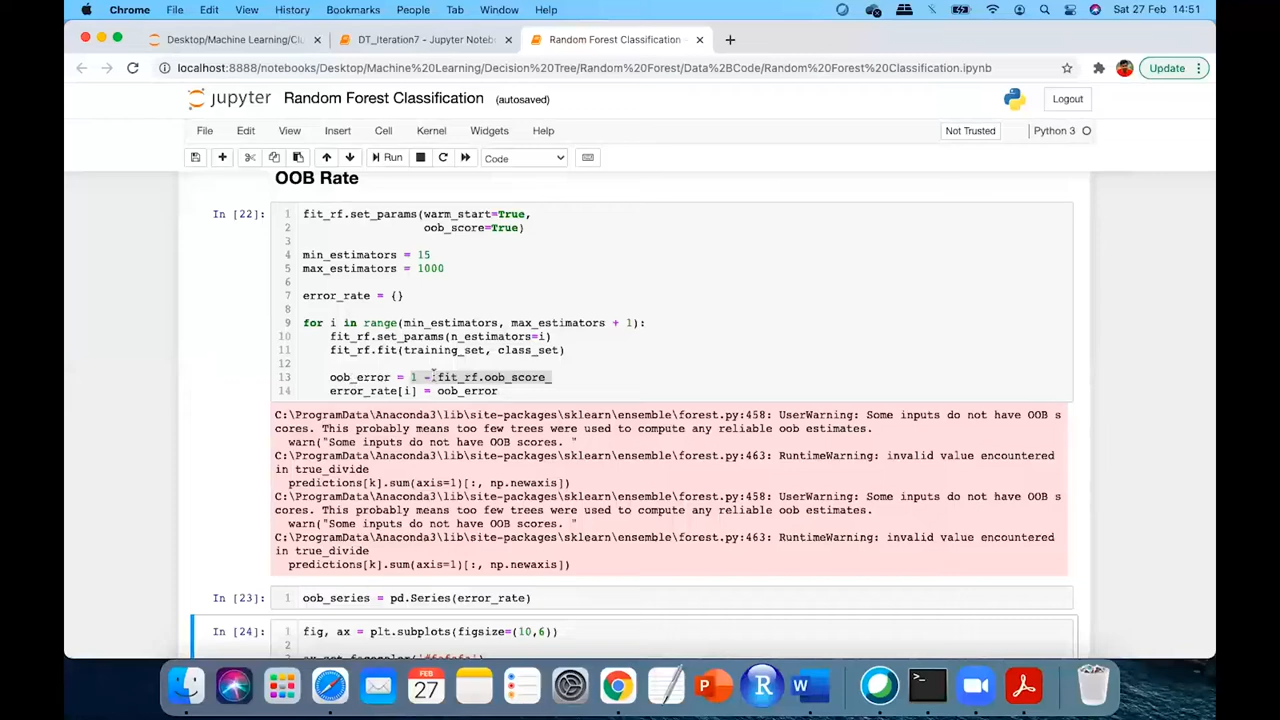 Chrome File Edit View History Bookmarks People Tab Window Help Sat 27 Feb 14:51
Desktop/Machine Learning/Clu DT_Iteration7 - Jupyter Noteb Random Forest Classification -
localhost:8888/notebooks/Desktop/Machine%20Learning/Decision%20Tree/Random%20Forest/Data%2BCode/Random%20Forest%20Classification.ipynb Update
jupyter Random Forest Classification (autosaved) Logout
File Edit View Insert Cell Kernel Widgets Help Not Trusted Python 3
Run Code
OOB Rate
In [22]: 1 fit_rf.set_params(warm_start=True,
2 oob_score=True)
3
4 min_estimators = 15
5 max_estimators = 1000
6
7 error_rate = {}
8
9 for i in range(min_estimators, max_estimators + 1):
10 fit_rf.set_params(n_estimators=i)
11 fit_rf.fit(training_set, class_set)
12
13 oob_error = 1 - fit_rf.oob_score_
14 error_rate[i] = oob_error
C:\ProgramData\Anaconda3\lib\site-packages\sklearn\ensemble\forest.py:458: UserWarning: Some inputs do not have OOB s
cores. This probably means too few trees were used to compute any reliable oob estimates.
warn("Some inputs do not have OOB scores. "
C:\ProgramData\Anaconda3\lib\site-packages\sklearn\ensemble\forest.py:463: RuntimeWarning: invalid value encountered
in true_divide
predictions[k].sum(axis=1)[:, np.newaxis])
C:\ProgramData\Anaconda3\lib\site-packages\sklearn\ensemble\forest.py:458: UserWarning: Some inputs do not have OOB s
cores. This probably means too few trees were used to compute any reliable oob estimates.
warn("Some inputs do not have OOB scores. "
C:\ProgramData\Anaconda3\lib\site-packages\sklearn\ensemble\forest.py:463: RuntimeWarning: invalid value encountered
in true_divide
predictions[k].sum(axis=1)[:, np.newaxis])
In [23]: 1 oob_series = pd.Series(error_rate)
In [24]: 1 fig, ax = plt.subplots(figsize=(10,6))
2
FEB
27